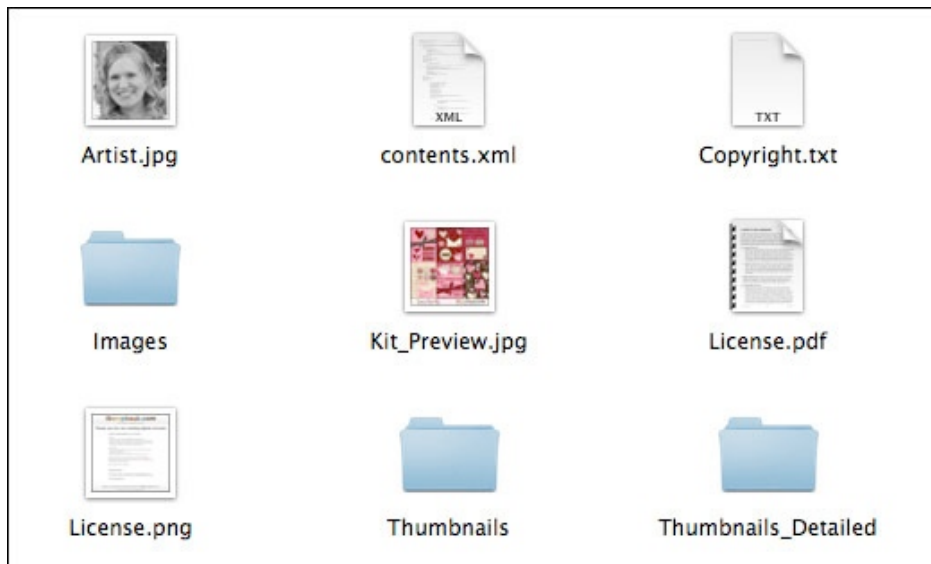 Artist.jpg
XML
contents.xml
TXT
Copyright.txt
Images
Kit_Preview.jpg
License.pdf
License.png
Thumbnails
Thumbnails_Detailed